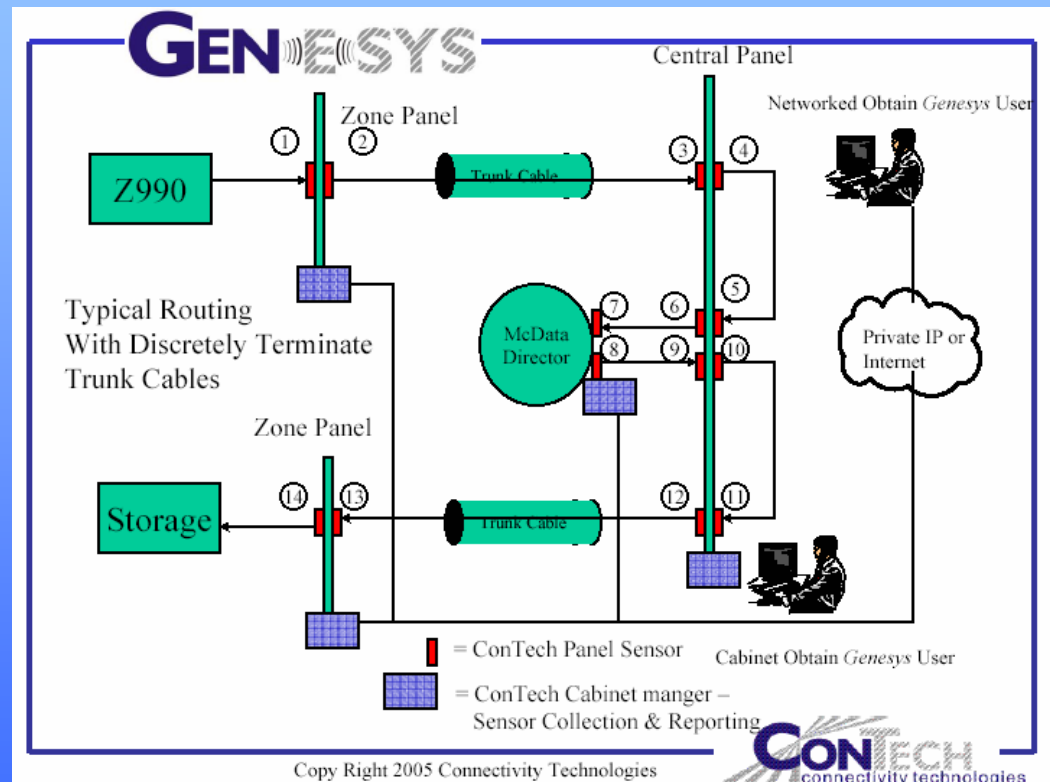 GEN))))E((((SYS
Central Panel
Zone Panel
Networked Obtain Genesys User
1
2
3
4
Z990
Trunk Cable
Typical Routing
With Discretely Terminate
Trunk Cables
5
6
7
McData
Director
8
9
10
Private IP or
Internet
Zone Panel
Storage
14
13
Trunk Cable
12
11
= ConTech Panel Sensor
Cabinet Obtain Genesys User
= ConTech Cabinet manger –
Sensor Collection & Reporting
CONTECH
connectivity technologies
Copy Right 2005 Connectivity Technologies